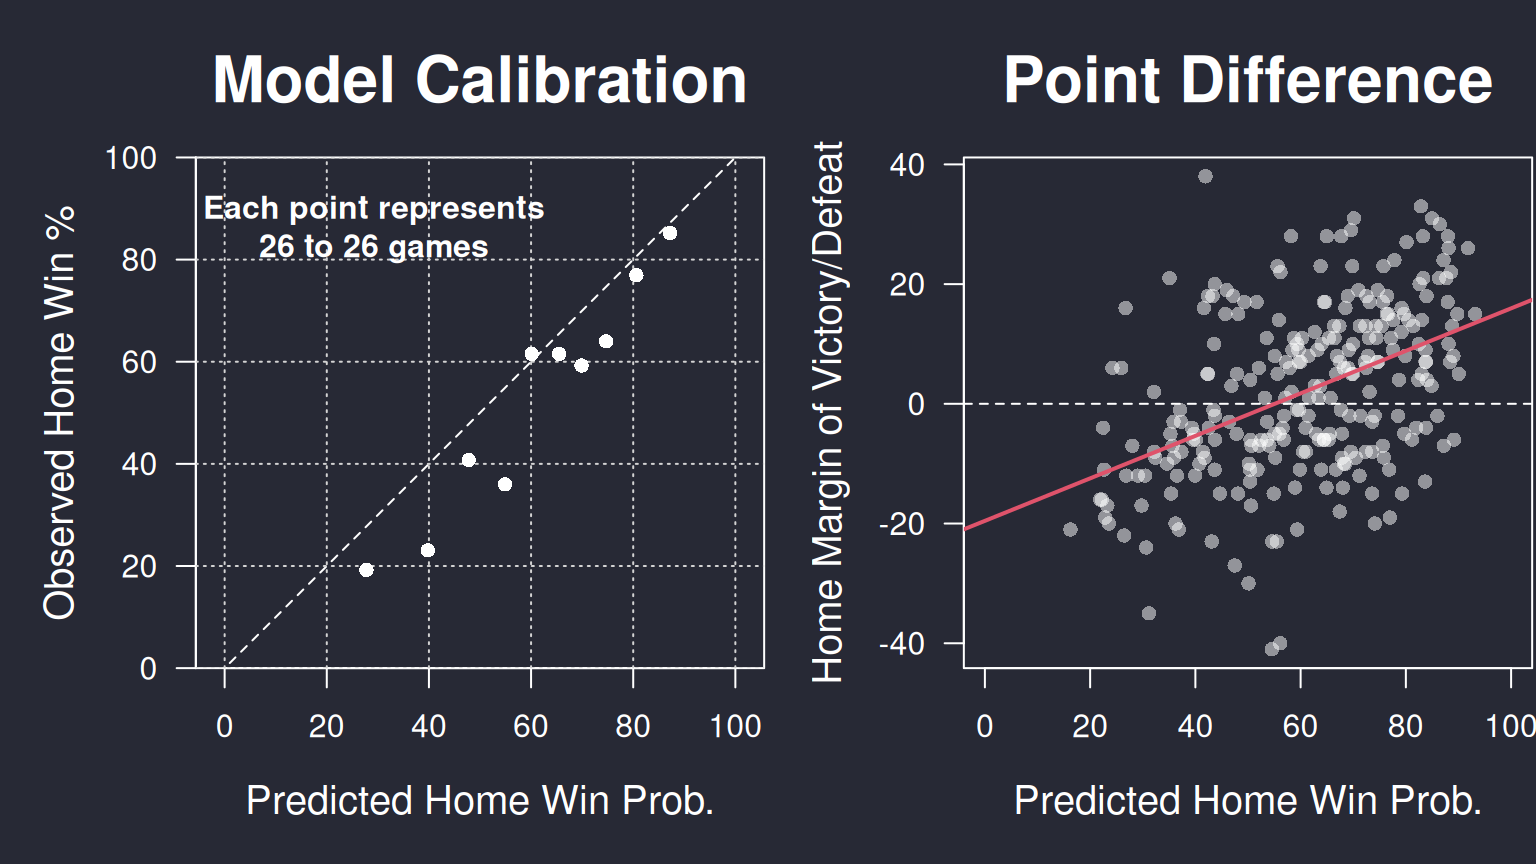 Model Calibration
Each point represents
26 to 26 games
Observed Home Win %
100
80
60
40
20
0
0 20 40 60 80 100
Predicted Home Win Prob.
Point Difference
Home Margin of Victory/Defeat
40
20
0
-20
-40
0 20 40 60 80 100
Predicted Home Win Prob.